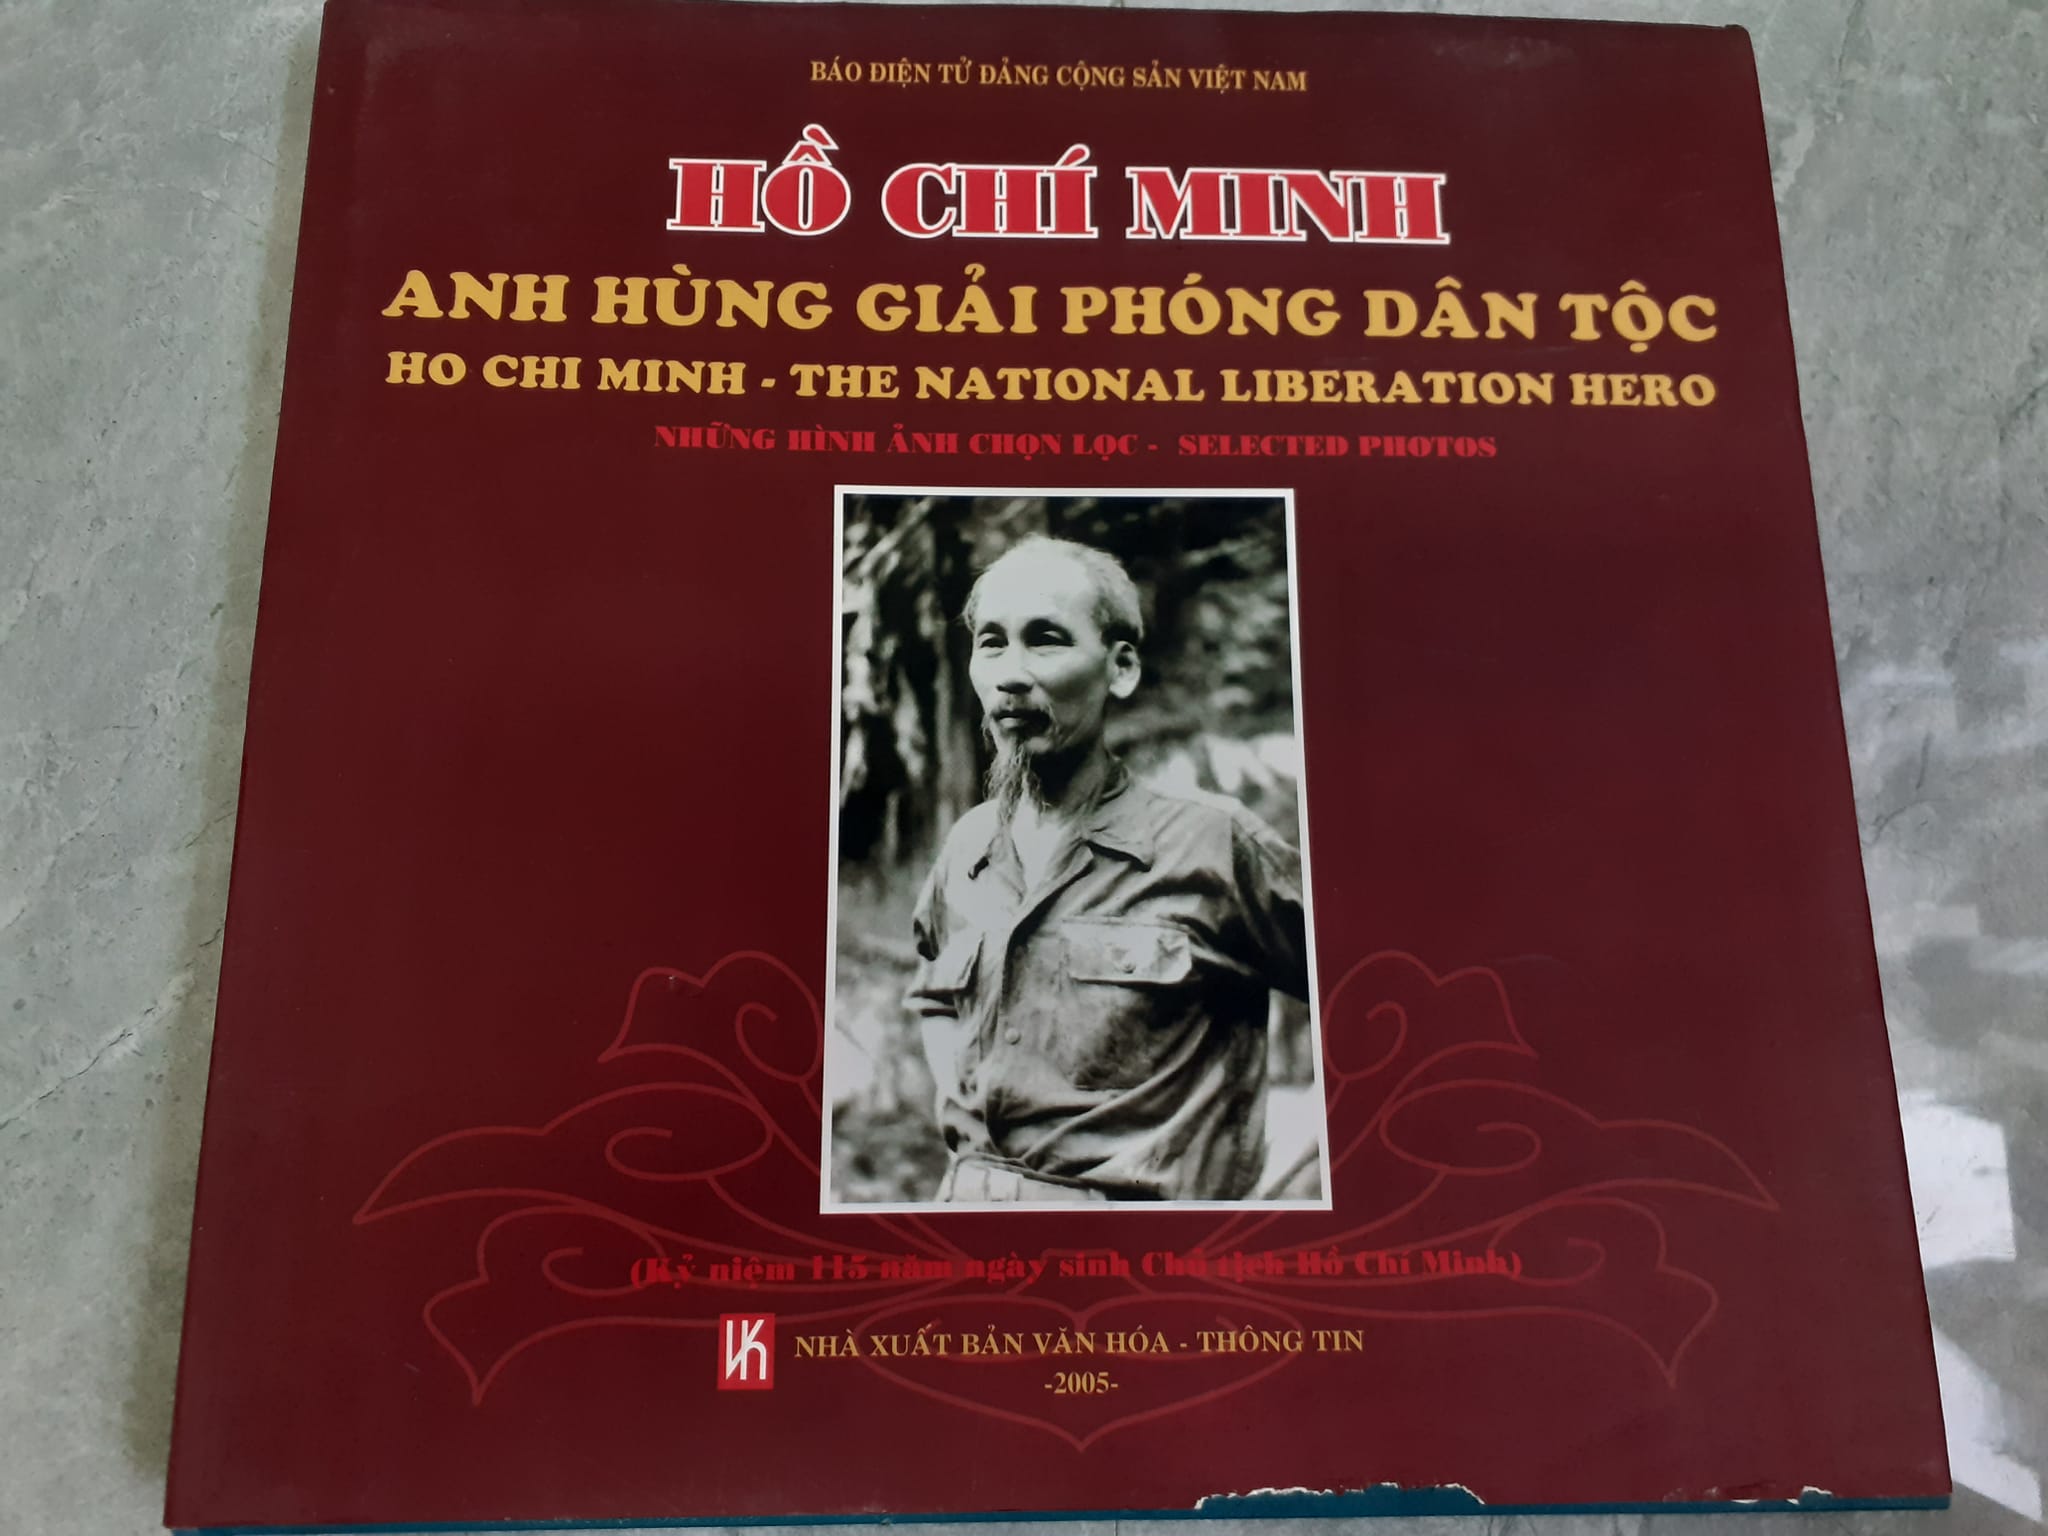 BÁO ĐIỆN TỬ ĐẢNG CỘNG SẢN VIỆT NAM
HỒ CHÍ MINH
ANH HÙNG GIẢI PHÓNG DÂN TỘC
HO CHI MINH - THE NATIONAL LIBERATION HERO
NHỮNG HÌNH ẢNH CHỌN LỌC - SELECTED PHOTOS
(Kỷ niệm 115 năm ngày sinh Chủ tịch Hồ Chí Minh)
VK NHÀ XUẤT BẢN VĂN HÓA - THÔNG TIN
-2005-